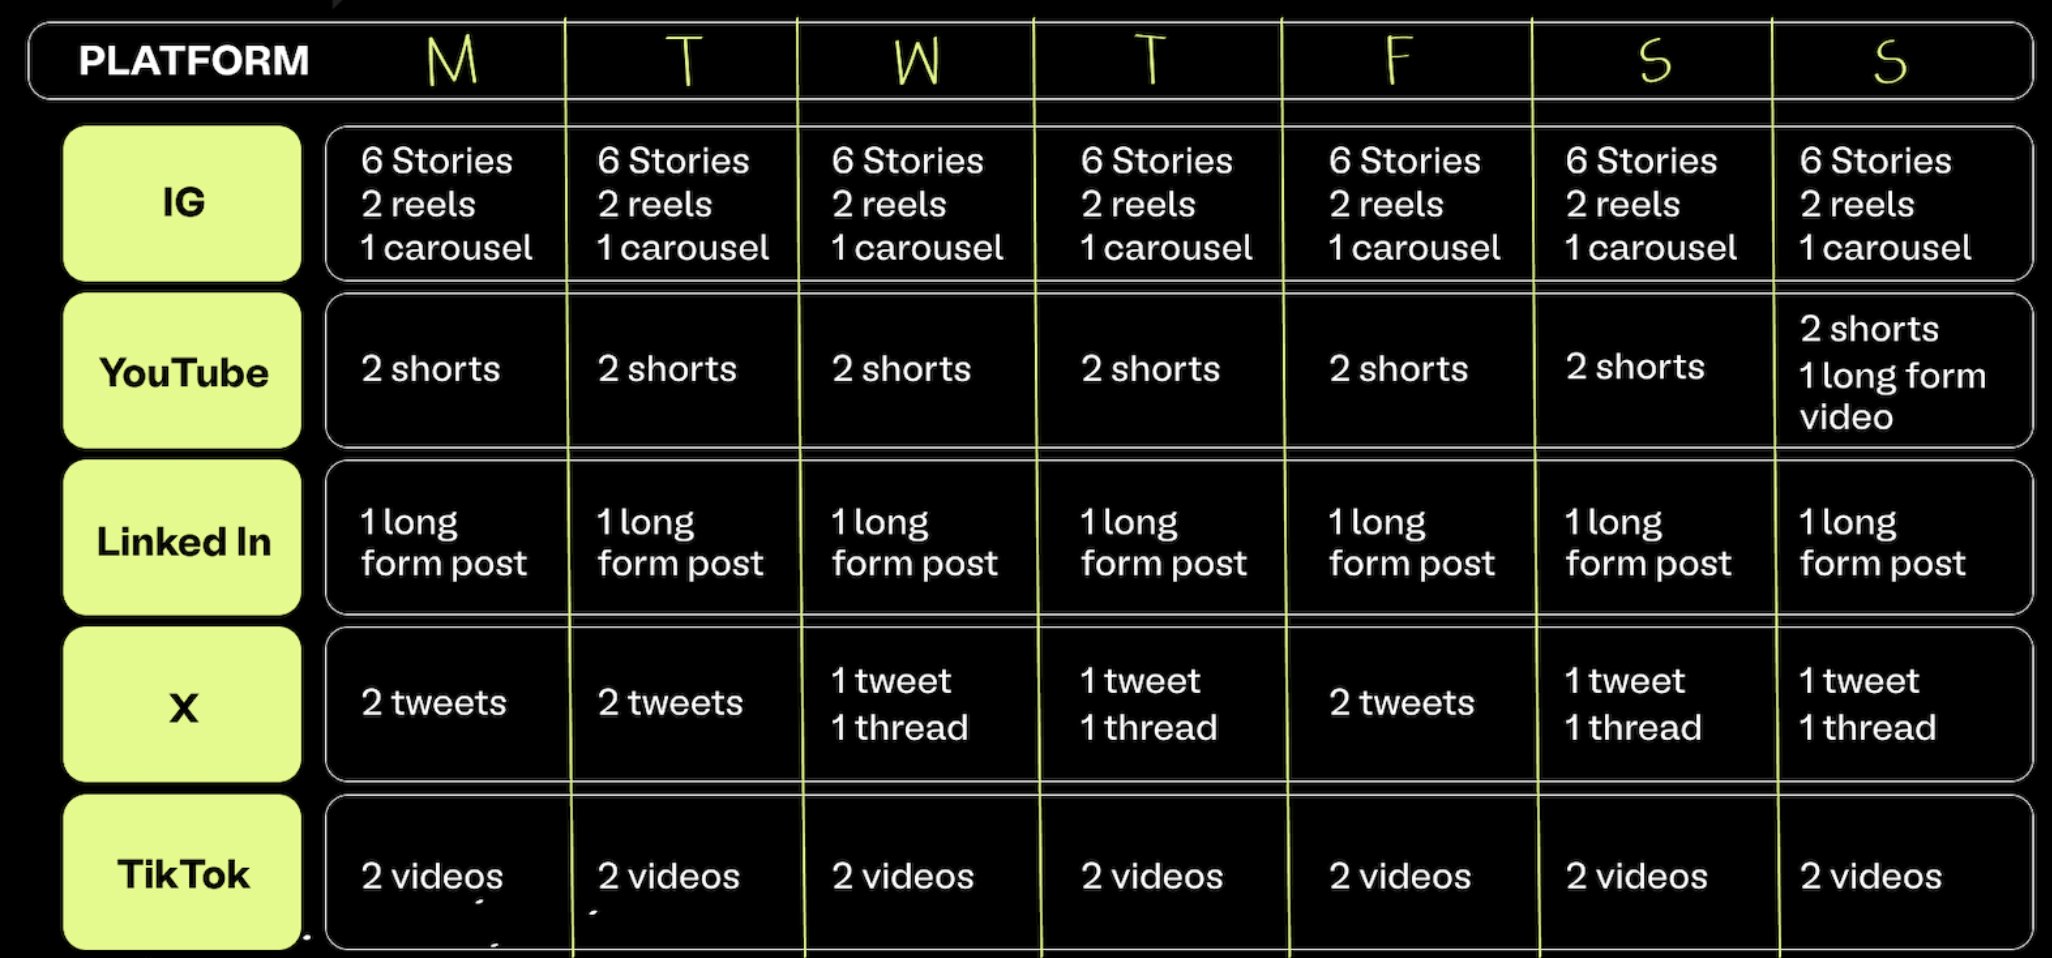 PLATFORM M T W T F S S
IG
6 Stories 6 Stories 6 Stories 6 Stories 6 Stories 6 Stories 6 Stories
2 reels 2 reels 2 reels 2 reels 2 reels 2 reels 2 reels
1 carousel 1 carousel 1 carousel 1 carousel 1 carousel 1 carousel 1 carousel
YouTube
2 shorts 2 shorts 2 shorts 2 shorts 2 shorts 2 shorts 2 shorts
1 long form
video
Linked In
1 long 1 long 1 long 1 long 1 long 1 long 1 long
form post form post form post form post form post form post form post
X
2 tweets 2 tweets 1 tweet 1 tweet 2 tweets 1 tweet 1 tweet
1 thread 1 thread 1 thread 1 thread
TikTok
2 videos 2 videos 2 videos 2 videos 2 videos 2 videos 2 videos